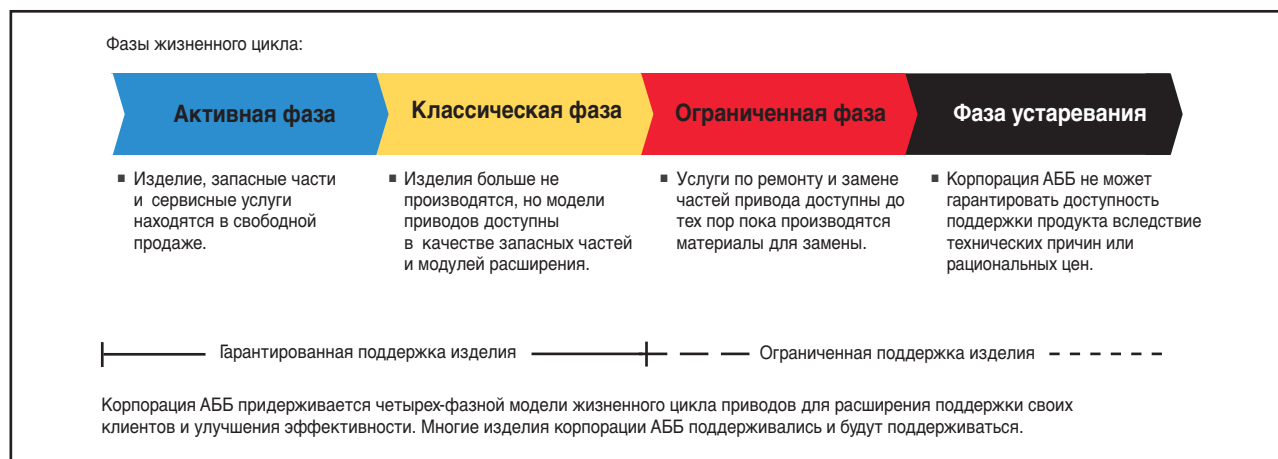 Фазы жизненного цикла:
Активная фаза
Классическая фаза
Ограниченная фаза
Фаза устаревания
▪ Изделие, запасные части
и сервисные услуги
находятся в свободной
продаже.
▪ Изделия больше не
производятся, но модели
приводов доступны
в качестве запасных частей
и модулей расширения.
▪ Услуги по ремонту и замене
частей привода доступны до
тех пор пока производятся
материалы для замены.
▪ Корпорация АББ не может
гарантировать доступность
поддержки продукта вследствие
технических причин или
рациональных цен.
Гарантированная поддержка изделия
Ограниченная поддержка изделия
Корпорация АББ придерживается четырех-фазной модели жизненного цикла приводов для расширения поддержки своих
клиентов и улучшения эффективности. Многие изделия корпорации АББ поддерживались и будут поддерживаться.